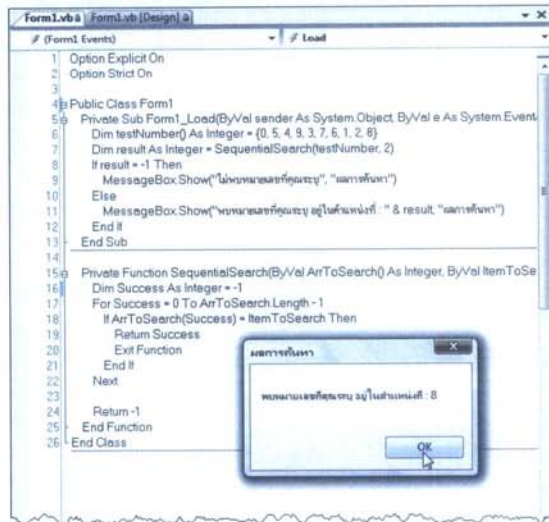 Form1.vb Form1.vb [Design]
(Form1 Events) Load
1 Option Explicit On
2 Option Strict On
3
4 Public Class Form1
5 Private Sub Form1_Load(ByVal sender As System.Object, ByVal e As System.Event
6 Dim testNumber() As Integer = {0, 5, 4, 9, 3, 7, 6, 1, 2, 8}
7 Dim result As Integer = SequentialSearch(testNumber, 2)
8 If result = -1 Then
9 MessageBox.Show("ไม่พบหมายเลขที่คุณระบุ", "ผลการค้นหา")
10 Else
11 MessageBox.Show("พบหมายเลขที่คุณระบุ อยู่ในตำแหน่งที่ : " & result, "ผลการค้นหา")
12 End If
13 End Sub
14
15 Private Function SequentialSearch(ByVal ArrToSearch() As Integer, ByVal ItemToSe
16 Dim Success As Integer = -1
17 For Success = 0 To ArrToSearch.Length - 1
18 If ArrToSearch(Success) = ItemToSearch Then
19 Return Success
20 Exit Function
21 End If
22 Next
23
24 Return -1
25 End Function
26 End Class
ผลการค้นหา
พบหมายเลขที่คุณระบุ อยู่ในตำแหน่งที่ : 8
OK